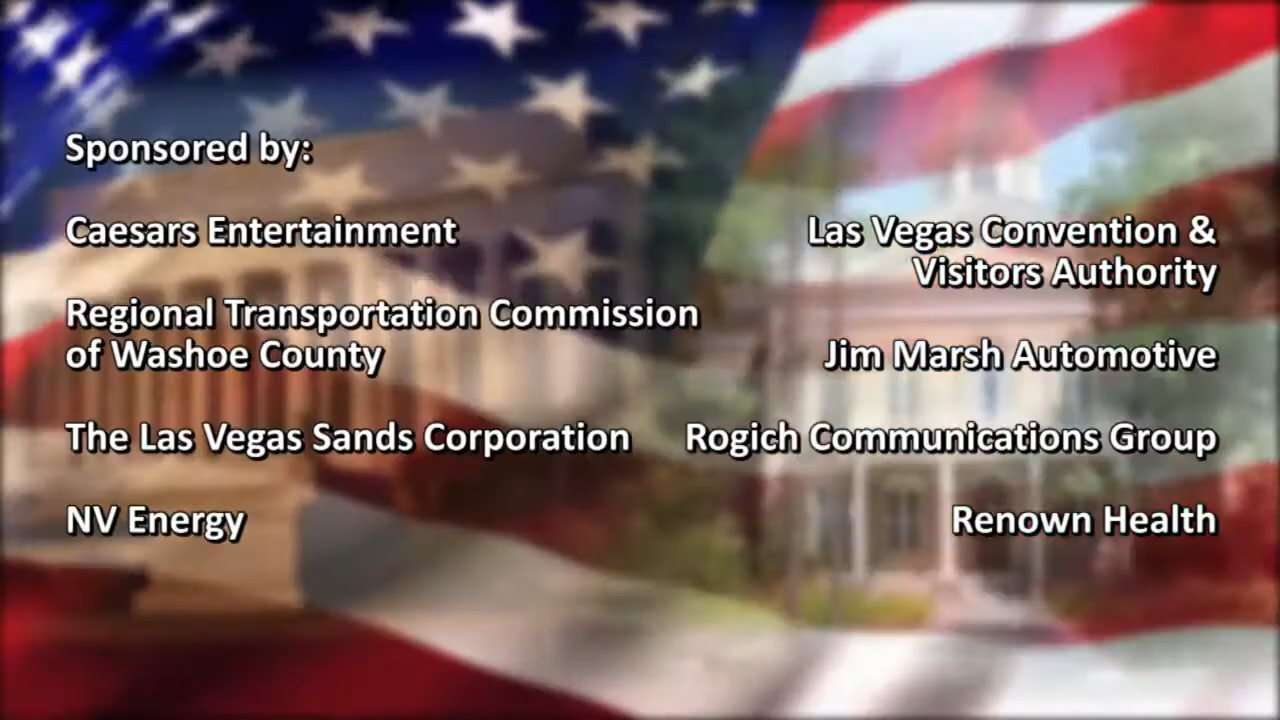 Sponsored by:
Caesars Entertainment
Regional Transportation Commission
of Washoe County
The Las Vegas Sands Corporation
NV Energy
Las Vegas Convention &
Visitors Authority
Jim Marsh Automotive
Rogich Communications Group
Renown Health